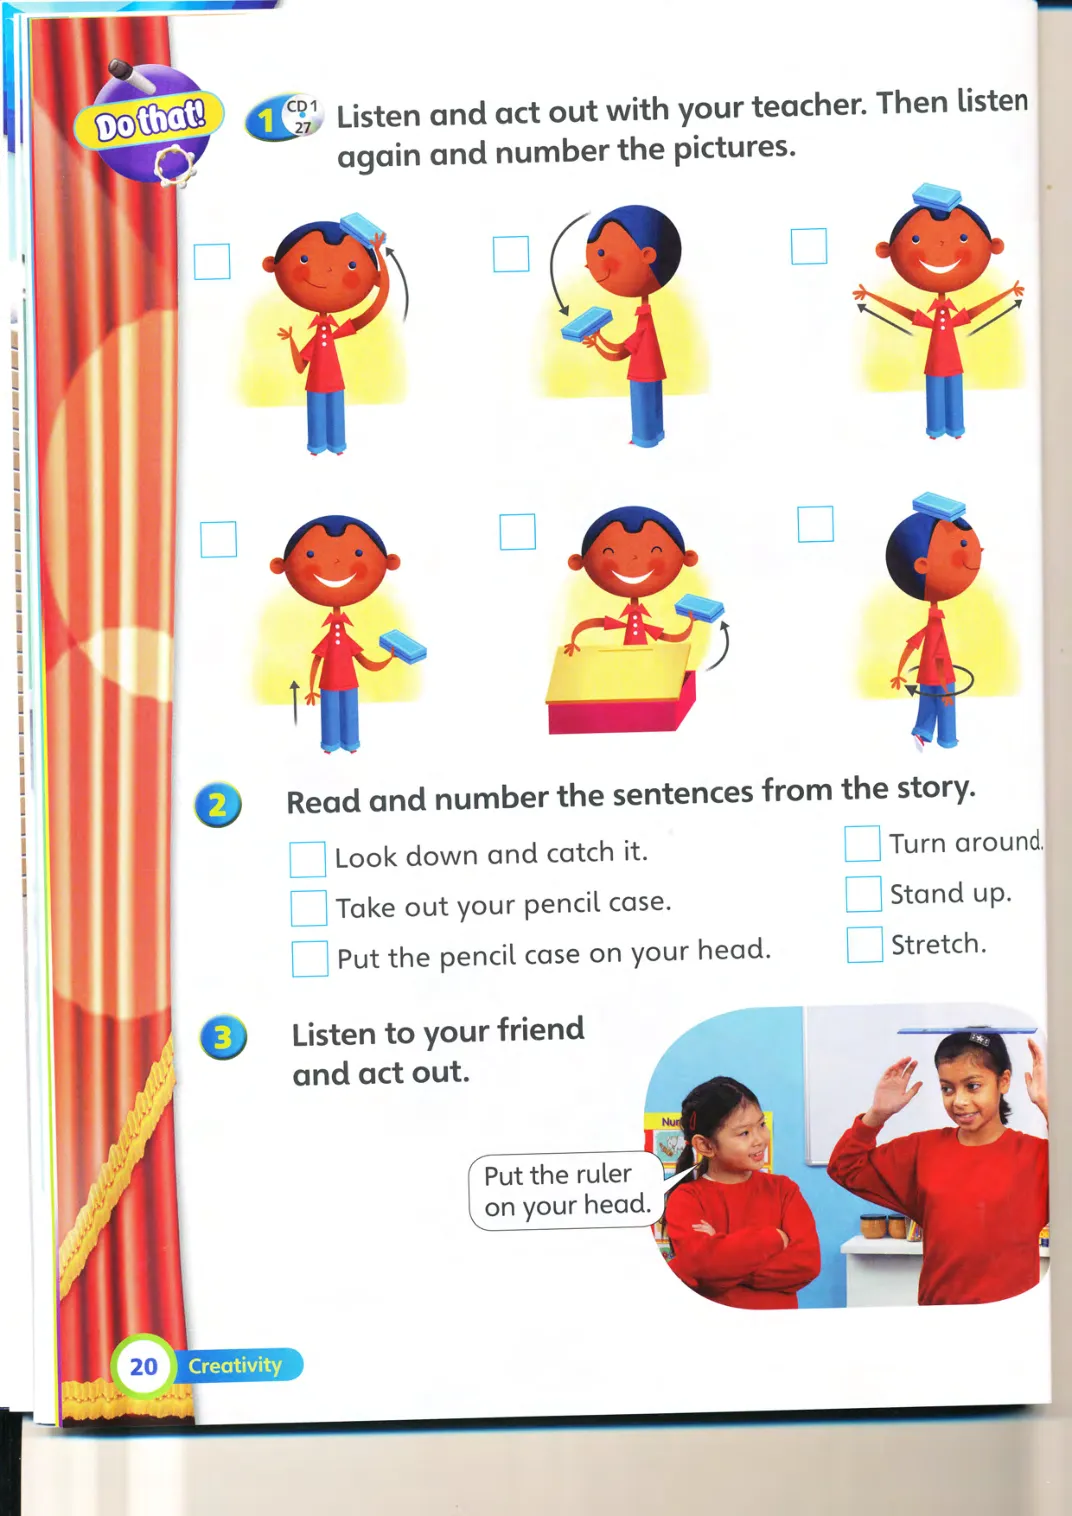 Do that!
1
CD 1
27
Listen and act out with your teacher. Then listen
again and number the pictures.
2
Read and number the sentences from the story.
Look down and catch it.
Take out your pencil case.
Put the pencil case on your head.
Turn around.
Stand up.
Stretch.
3
Listen to your friend
and act out.
Put the ruler
on your head.
20
Creativity